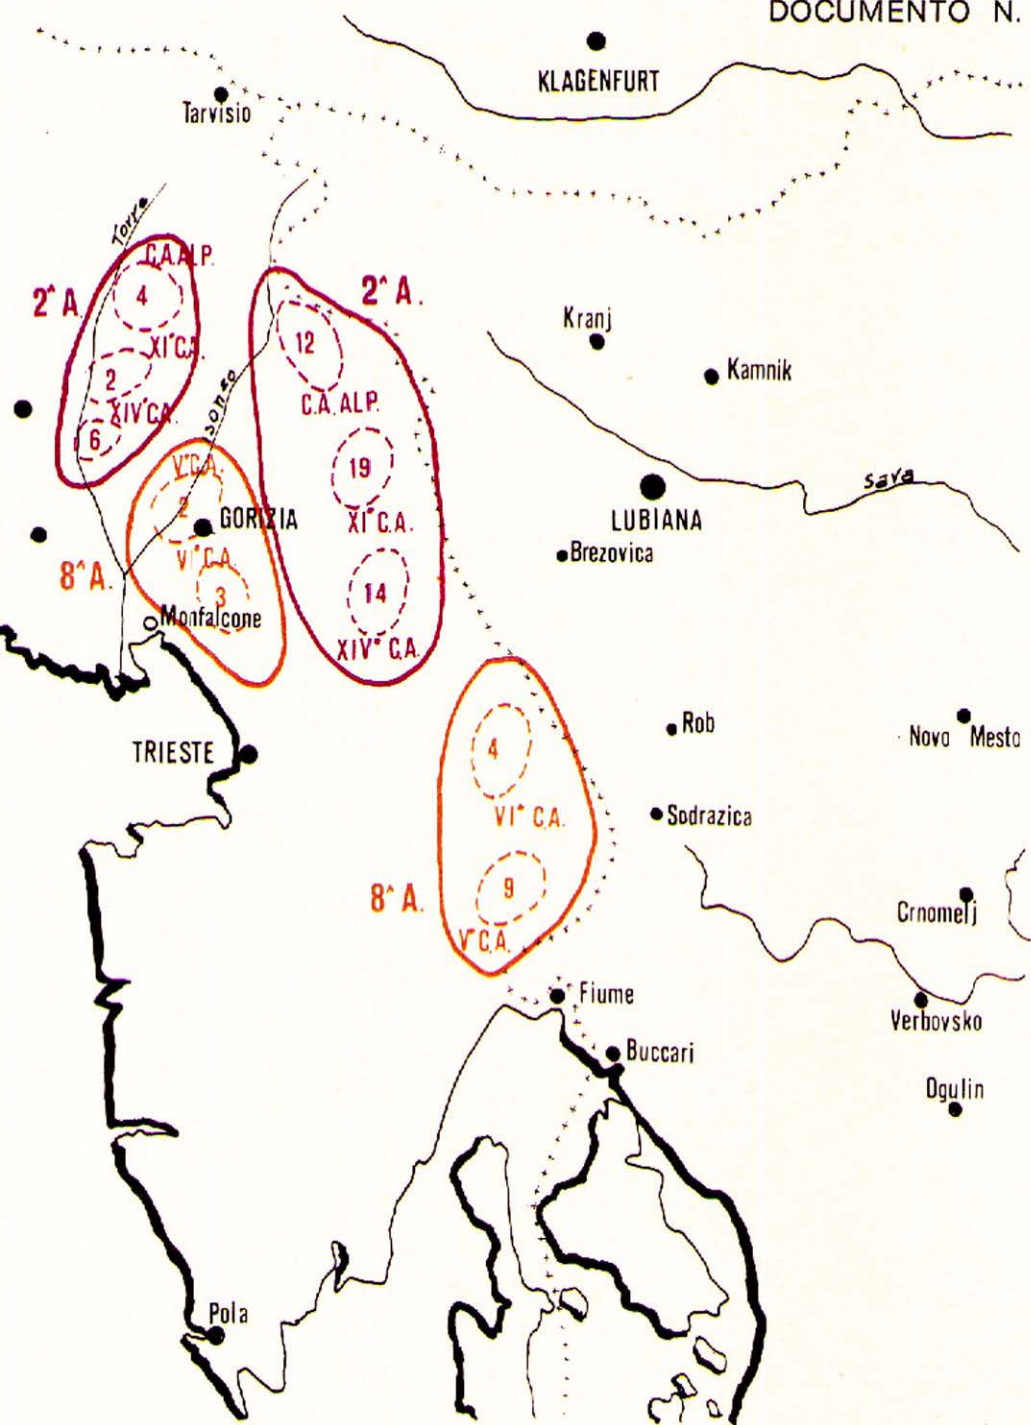 DOCUMENTO N.
KLAGENFURT
Tarvisio
Torre
C.A.ALP.
2^A.
4
2^A.
XI°C.A.
12
Kranj
2
Isonzo
Kamnik
XIV°C.A.
C.A. ALP.
6
V°C.A.
19
sava
2
GORIZIA
XI°C.A.
LUBIANA
VI°C.A.
Brezovica
8^A.
3
14
Monfalcone
XIV° C.A.
Rob
Novo Mesto
TRIESTE
4
VI° C.A.
Sodrazica
8^A.
9
V°C.A.
Crnomelj
Fiume
Verbovsko
Buccari
Ogulin
Pola